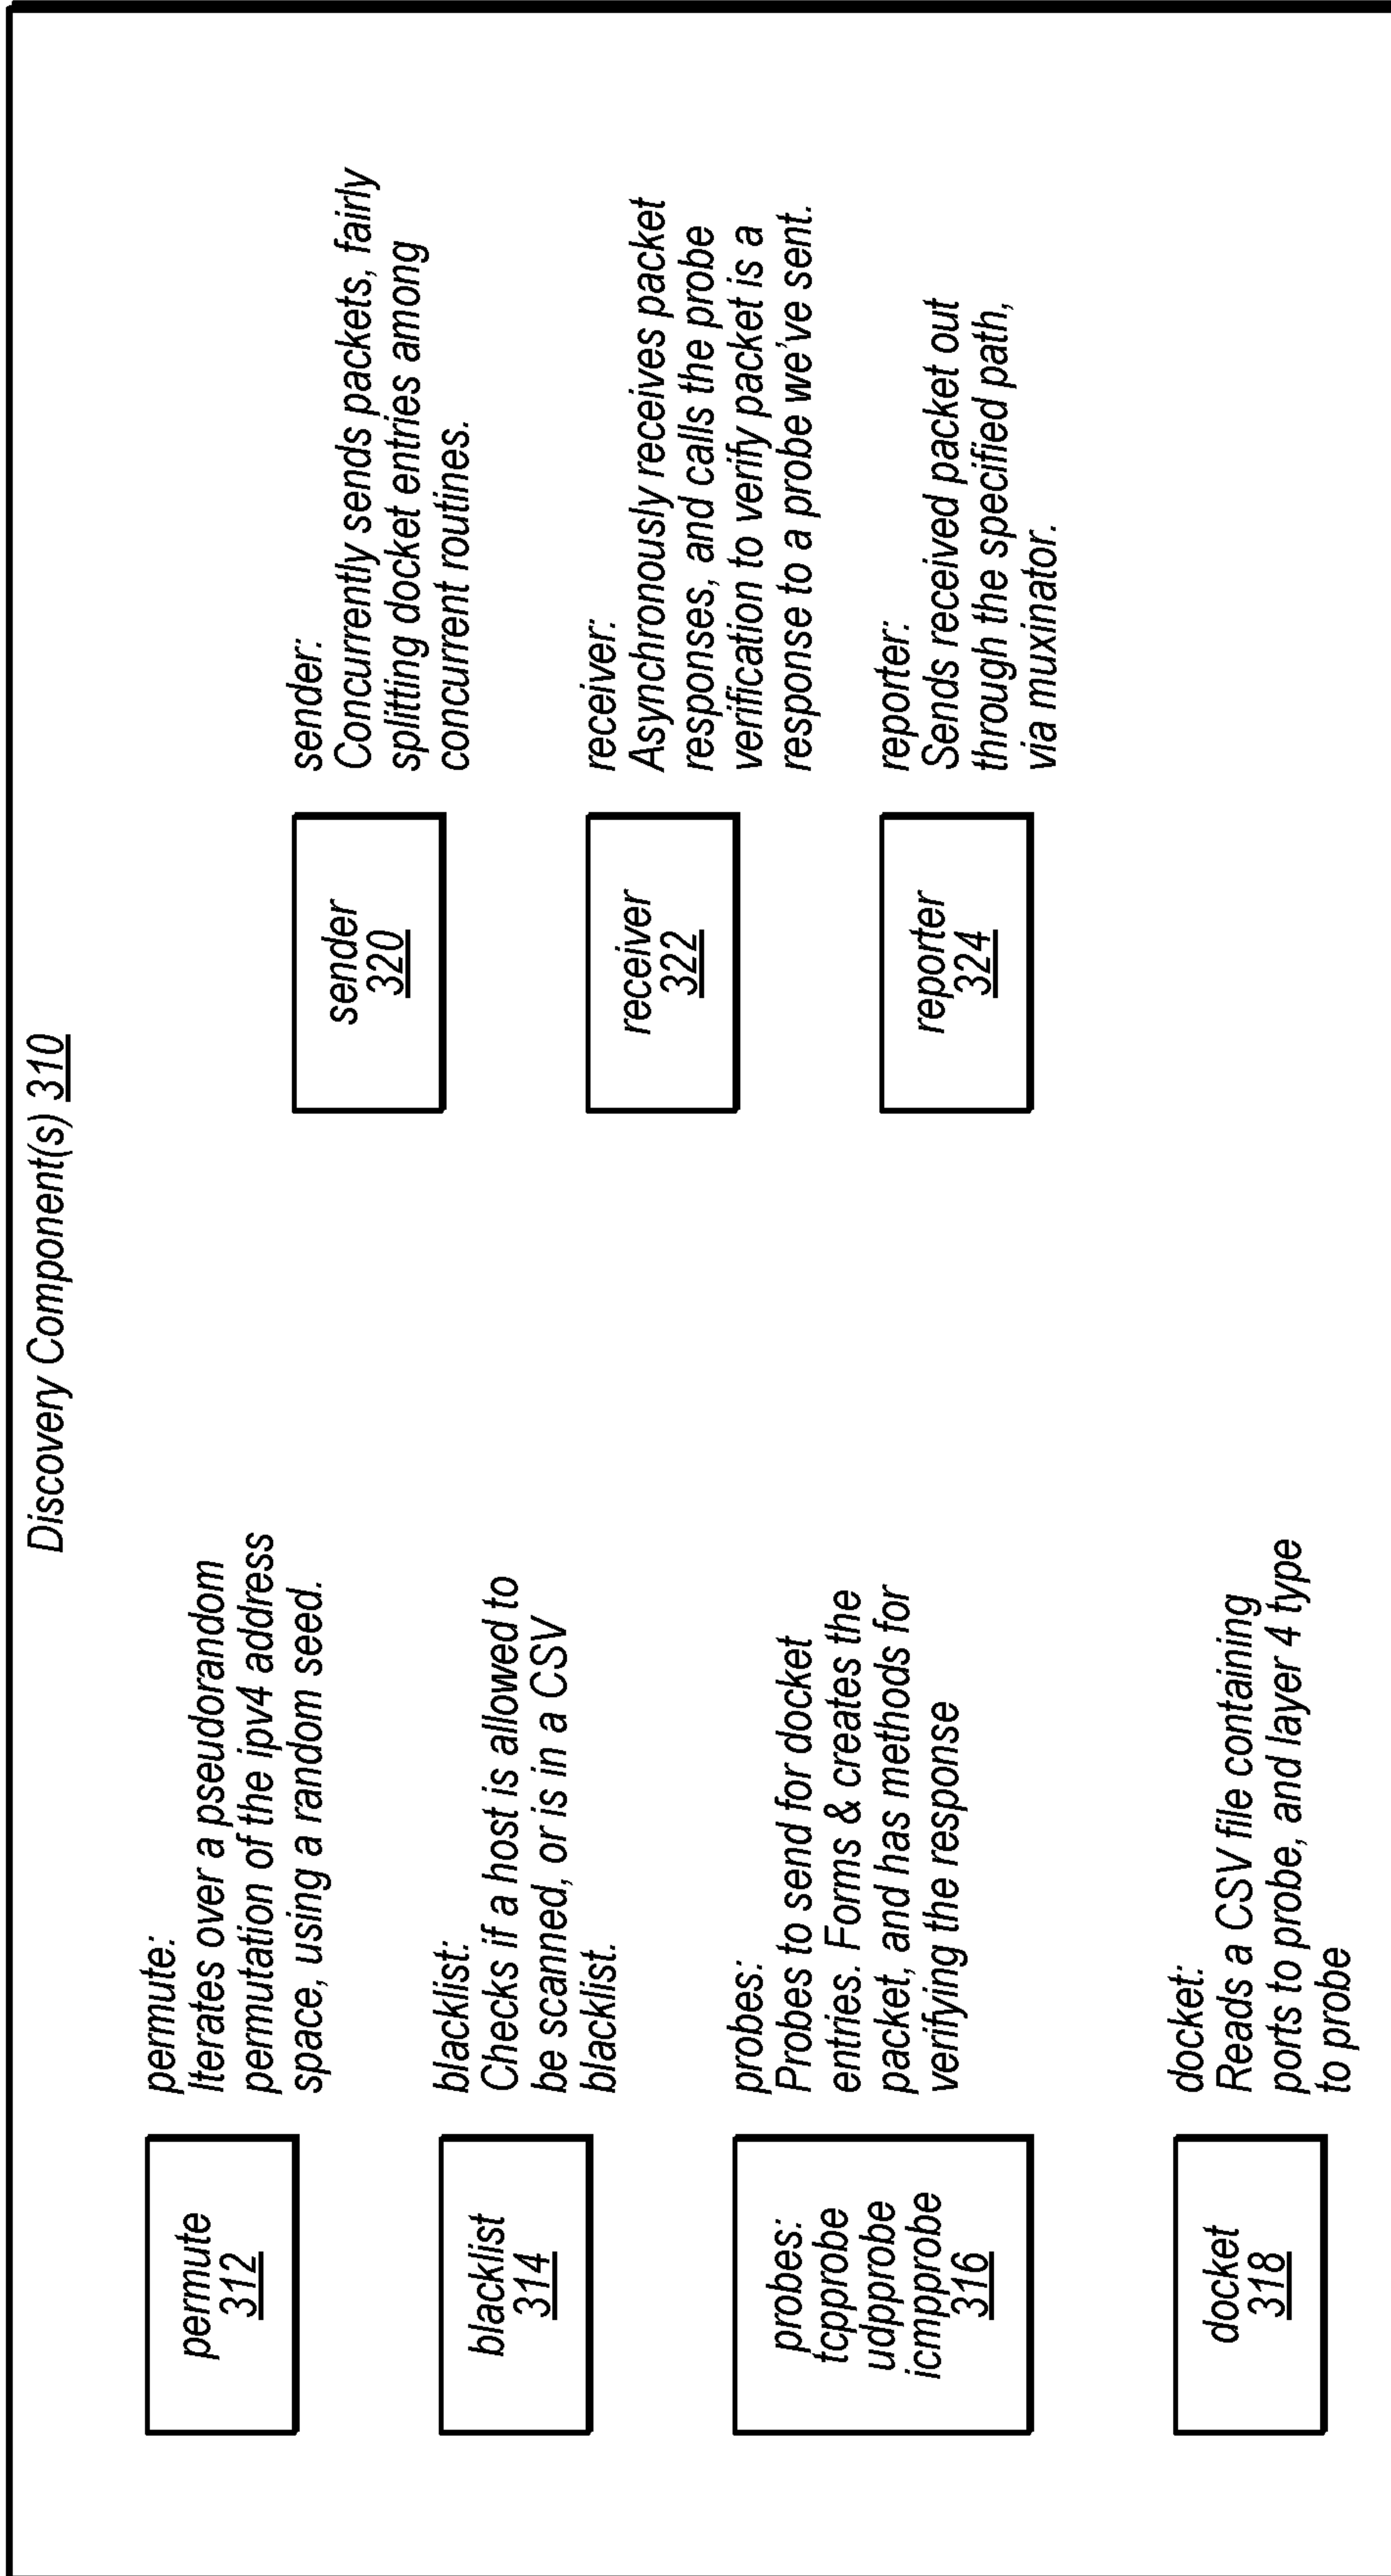 Discovery Component(s) 310
permute
312
permute:
Iterates over a pseudorandom
permutation of the ipv4 address
space, using a random seed.
blacklist
314
blacklist:
Checks if a host is allowed to
be scanned, or is in a CSV
blacklist.
probes:
tcpprobe
udpprobe
icmpprobe
316
probes:
Probes to send for docket
entries. Forms & creates the
packet, and has methods for
verifying the response
docket
318
docket:
Reads a CSV file containing
ports to probe, and layer 4 type
to probe
sender
320
sender:
Concurrently sends packets, fairly
splitting docket entries among
concurrent routines.
receiver
322
receiver:
Asynchronously receives packet
responses, and calls the probe
verification to verify packet is a
response to a probe we've sent.
reporter
324
reporter:
Sends received packet out
through the specified path,
via muxinator.